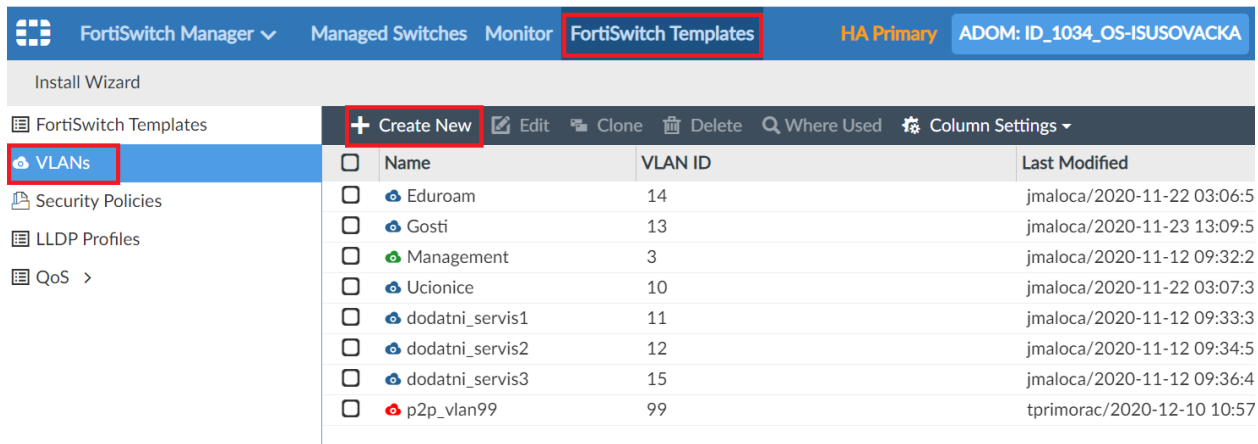 FortiSwitch Manager Managed Switches Monitor FortiSwitch Templates HA Primary ADOM: ID_1034_OS-ISUSOVACKA
Install Wizard
FortiSwitch Templates
VLANs
Security Policies
LLDP Profiles
QoS >
+ Create New Edit Clone Delete Where Used Column Settings
Name VLAN ID Last Modified
Eduroam 14 jmaloca/2020-11-22 03:06:5
Gosti 13 jmaloca/2020-11-23 13:09:5
Management 3 jmaloca/2020-11-12 09:32:2
Ucionice 10 jmaloca/2020-11-22 03:07:3
dodatni_servis1 11 jmaloca/2020-11-12 09:33:3
dodatni_servis2 12 jmaloca/2020-11-12 09:34:5
dodatni_servis3 15 jmaloca/2020-11-12 09:36:4
p2p_vlan99 99 tprimorac/2020-12-10 10:57